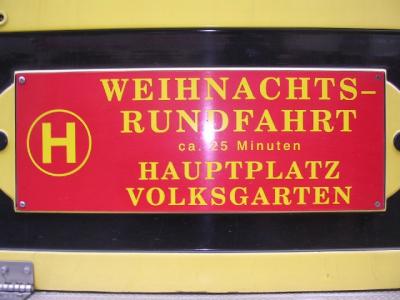 H
WEIHNACHTS-
RUNDFAHRT
ca. 25 Minuten
HAUPTPLATZ
VOLKSGARTEN